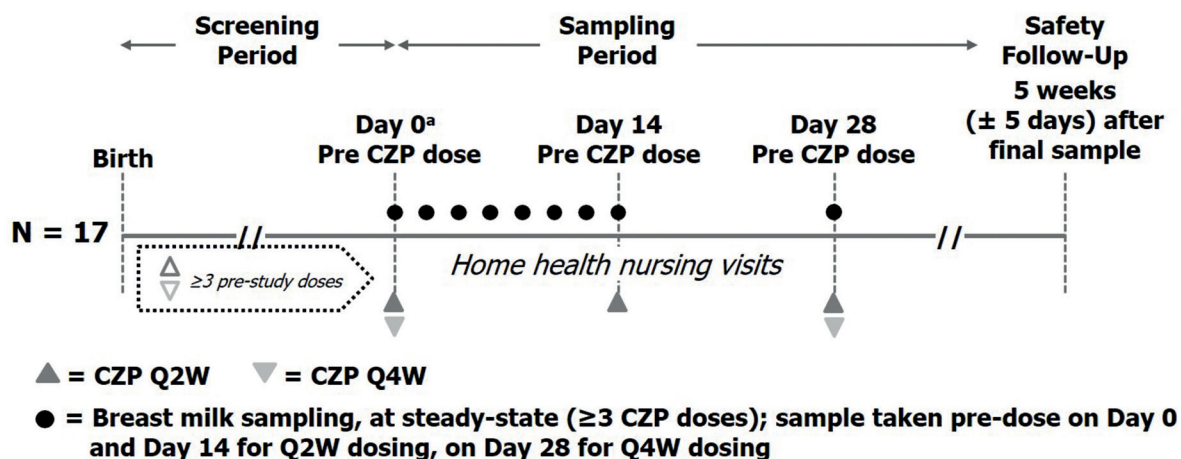 Screening
Period
Sampling
Period
Safety
Follow-Up
5 weeks
(± 5 days) after
final sample
Birth
Day 0ᵃ
Pre CZP dose
Day 14
Pre CZP dose
Day 28
Pre CZP dose
N = 17
//
//
≥3 pre-study doses
Home health nursing visits
= CZP Q2W
= CZP Q4W
= Breast milk sampling, at steady-state (≥3 CZP doses); sample taken pre-dose on Day 0
and Day 14 for Q2W dosing, on Day 28 for Q4W dosing